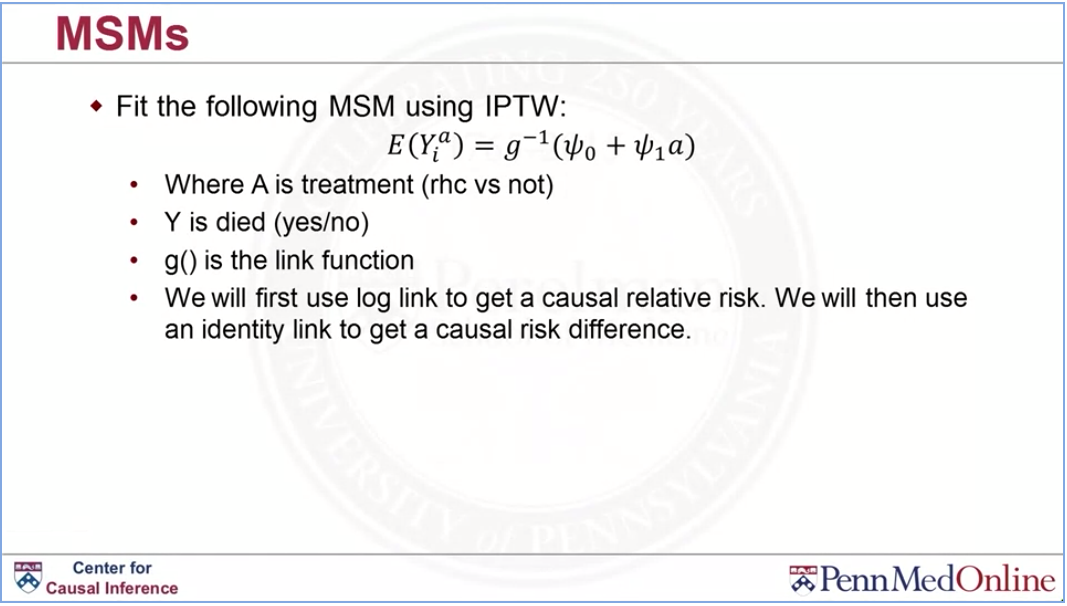 MSMs
Fit the following MSM using IPTW:
E(Y_i^a) = g^{-1}(ψ_0 + ψ_1 a)
Where A is treatment (rhc vs not)
Y is died (yes/no)
g() is the link function
We will first use log link to get a causal relative risk. We will then use
an identity link to get a causal risk difference.
Center for
Causal Inference
PennMedOnline